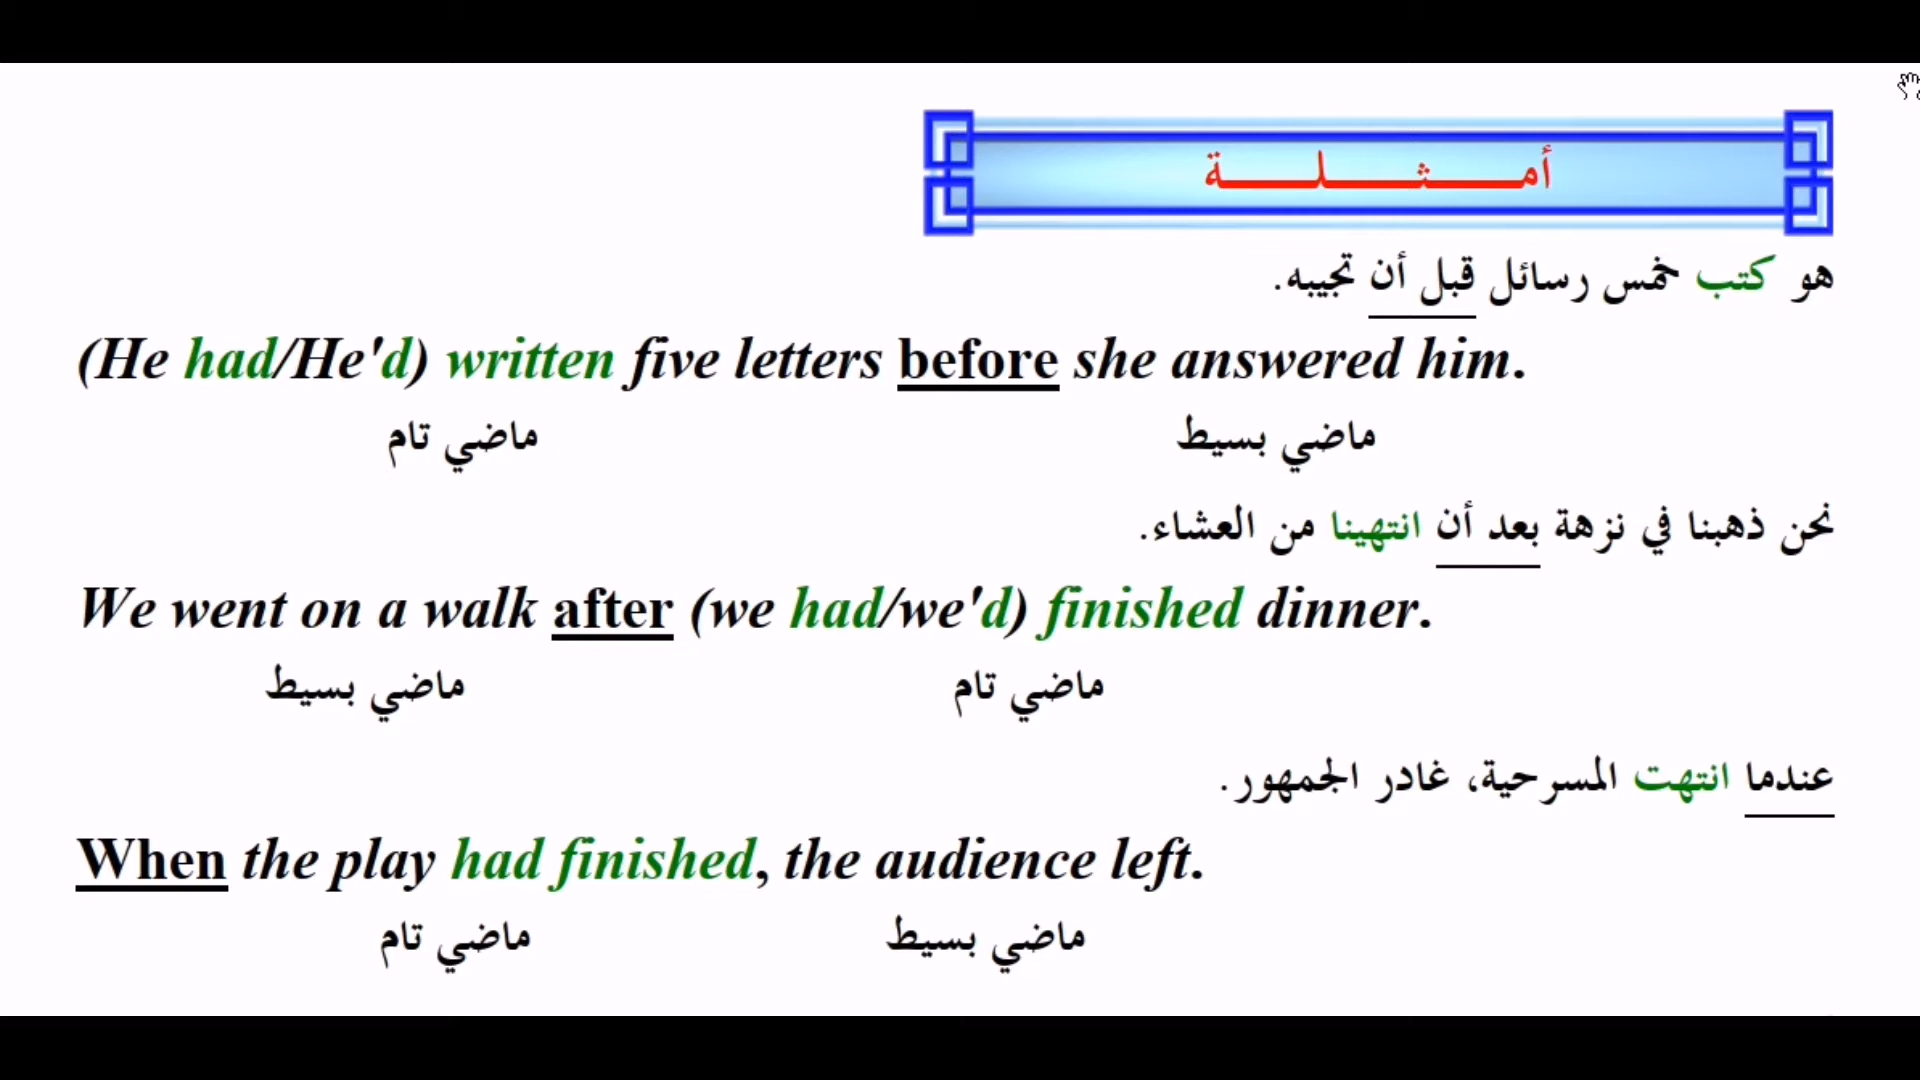 أمـــثـــلـــة
هو كتب خمس رسائل قبل أن تجيبه.
(He had/He'd) written five letters before she answered him.
ماضي تام ماضي بسيط
نحن ذهبنا في نزهة بعد أن انتهينا من العشاء.
We went on a walk after (we had/we'd) finished dinner.
ماضي بسيط ماضي تام
عندما انتهت المسرحية، غادر الجمهور.
When the play had finished, the audience left.
ماضي تام ماضي بسيط